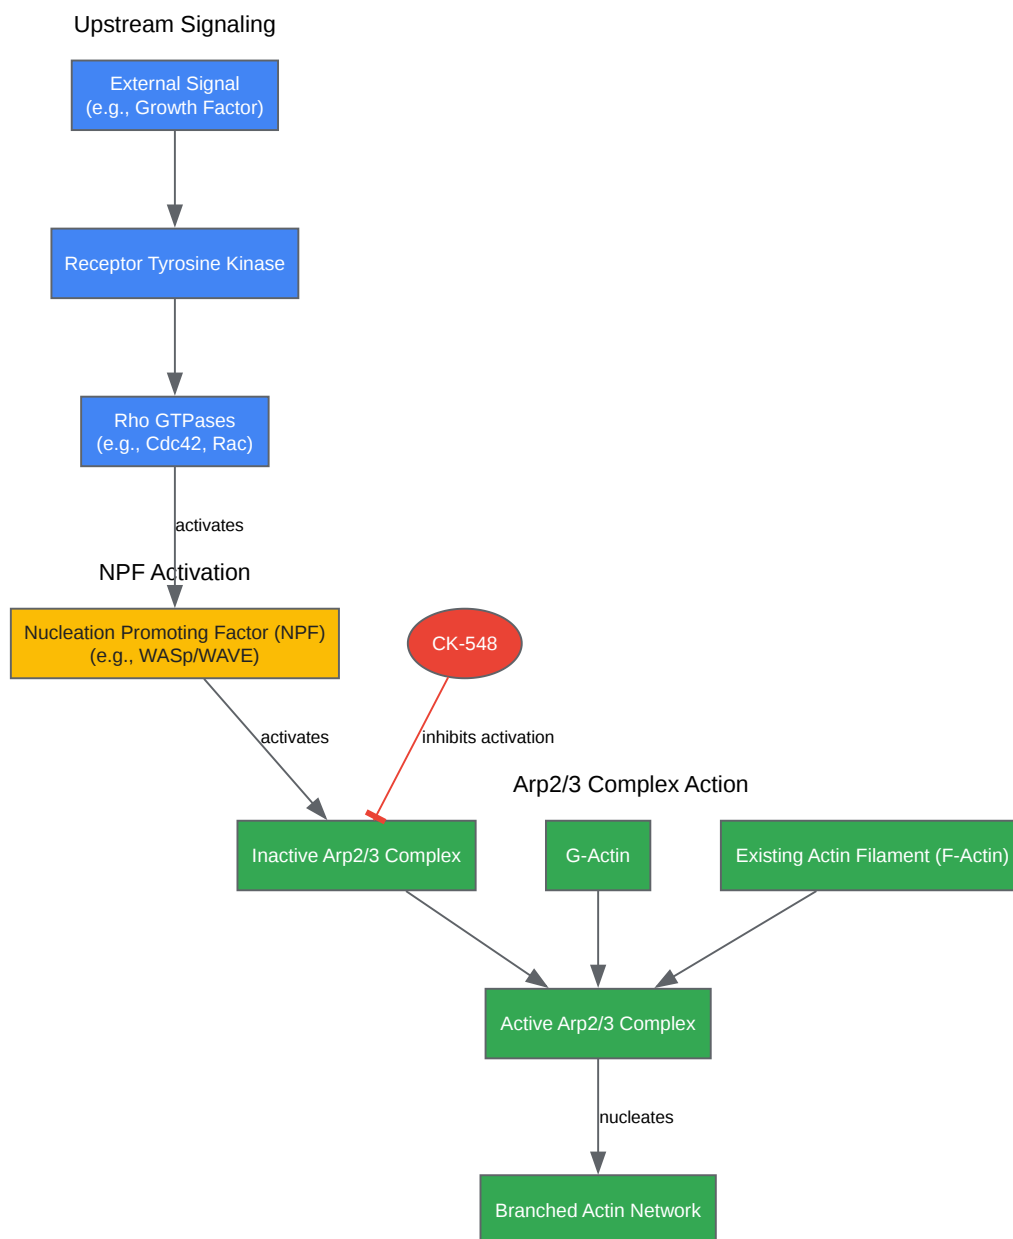 Upstream Signaling
External Signal
(e.g., Growth Factor)
Receptor Tyrosine Kinase
Rho GTPases
(e.g., Cdc42, Rac)
activates
NPF Activation
Nucleation Promoting Factor (NPF)
(e.g., WASp/WAVE)
CK-548
activates
inhibits activation
Arp2/3 Complex Action
Inactive Arp2/3 Complex
G-Actin
Existing Actin Filament (F-Actin)
Active Arp2/3 Complex
nucleates
Branched Actin Network